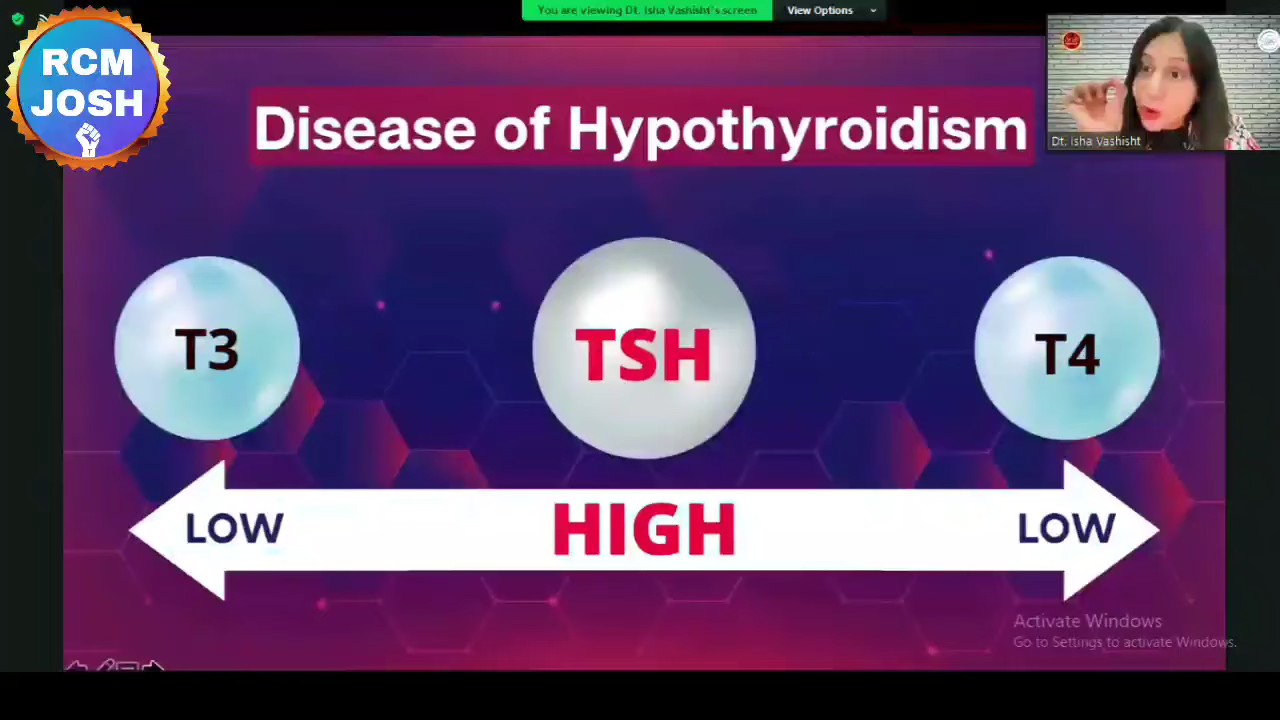 You are viewing Dt. Isha Vashisht's screen
View Options
RCM
JOSH
Dt. Isha Vashisht
Disease of Hypothyroidism
T3
TSH
T4
LOW
HIGH
LOW
Activate Windows
Go to Settings to activate Windows.